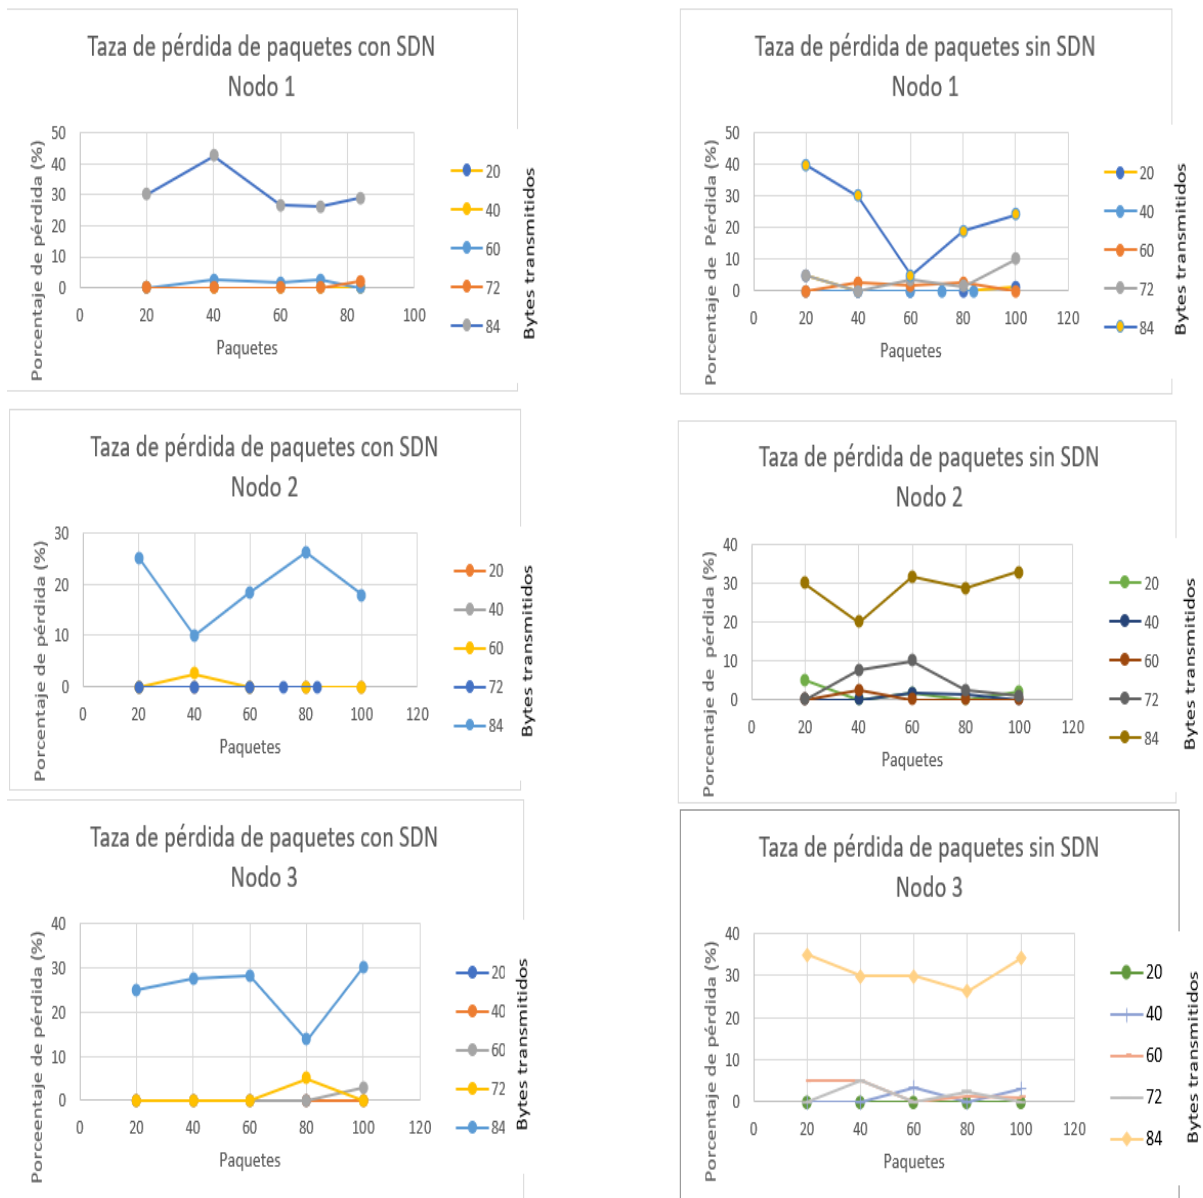 Taza de pérdida de paquetes con SDN
Nodo 1
Porcentaje de pérdida (%)
50
40
30
20
10
0
0 20 40 60 80 100
Paquetes
20
40
60
72
84
Bytes transmitidos
Taza de pérdida de paquetes sin SDN
Nodo 1
Porcentaje de Pérdida (%)
50
40
30
20
10
0
0 20 40 60 80 100 120
Paquetes
20
40
60
72
84
Bytes transmitidos
Taza de pérdida de paquetes con SDN
Nodo 2
Porcentaje de pérdida (%)
30
20
10
0
0 20 40 60 80 100 120
Paquetes
20
40
60
72
84
Bytes transmitidos
Taza de pérdida de paquetes sin SDN
Nodo 2
Porcentaje de pérdida (%)
40
30
20
10
0
0 20 40 60 80 100 120
Paquetes
20
40
60
72
84
Bytes transmitidos
Taza de pérdida de paquetes con SDN
Nodo 3
Porceentaje de pérdida (%)
40
30
20
10
0
0 20 40 60 80 100 120
Paquetes
20
40
60
72
84
Bytes transmitidos
Taza de pérdida de paquetes sin SDN
Nodo 3
Porcentaje de pérdida (%)
40
30
20
10
0
0 20 40 60 80 100 120
Paquetes
20
40
60
72
84
Bytes transmitidos